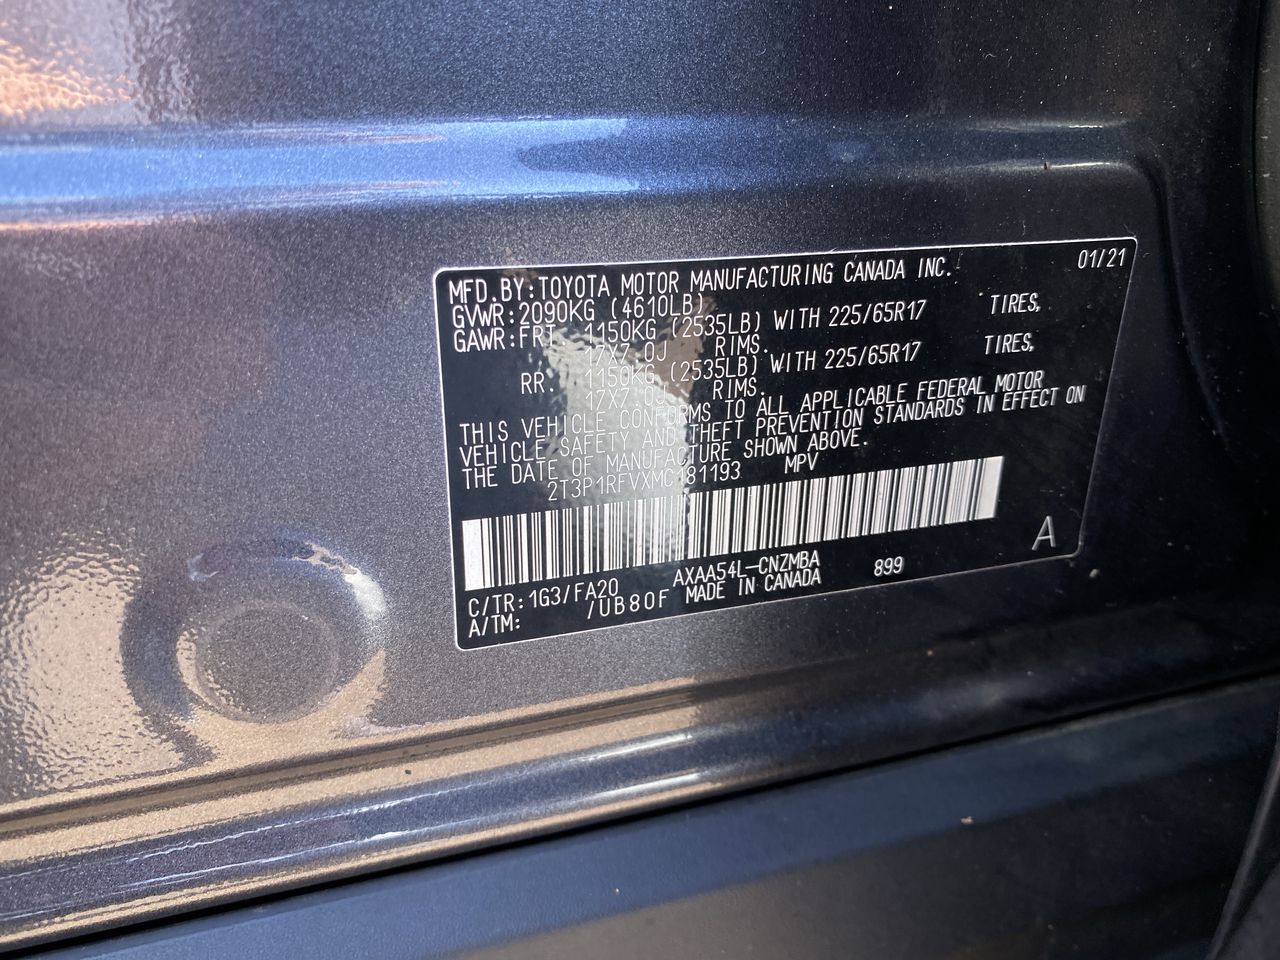 MFD.BY:TOYOTA MOTOR MANUFACTURING CANADA INC. 01/21
GVWR:2090KG (4610LB)
GAWR:FRT. 1150KG (2535LB) WITH 225/65R17 TIRES,
17X7.0J RIMS.
RR. 1150KG (2535LB) WITH 225/65R17 TIRES,
17X7.0J RIMS.
THIS VEHICLE CONFORMS TO ALL APPLICABLE FEDERAL MOTOR
VEHICLE SAFETY AND THEFT PREVENTION STANDARDS IN EFFECT ON
THE DATE OF MANUFACTURE SHOWN ABOVE.
2T3P1RFVXMC181193 MPV
C/TR:1G3/FA20 AXAA54L-CNZMBA 899 A
A/TM: /UB80F MADE IN CANADA